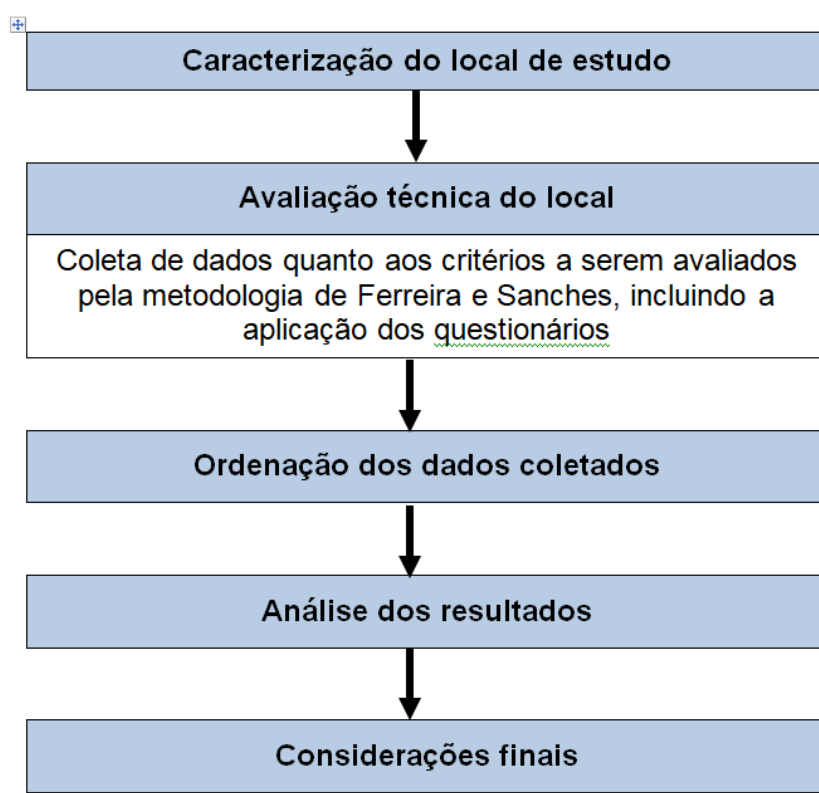 Caracterização do local de estudo
Avaliação técnica do local
Coleta de dados quanto aos critérios a serem avaliados
pela metodologia de Ferreira e Sanches, incluindo a
aplicação dos questionários
Ordenação dos dados coletados
Análise dos resultados
Considerações finais